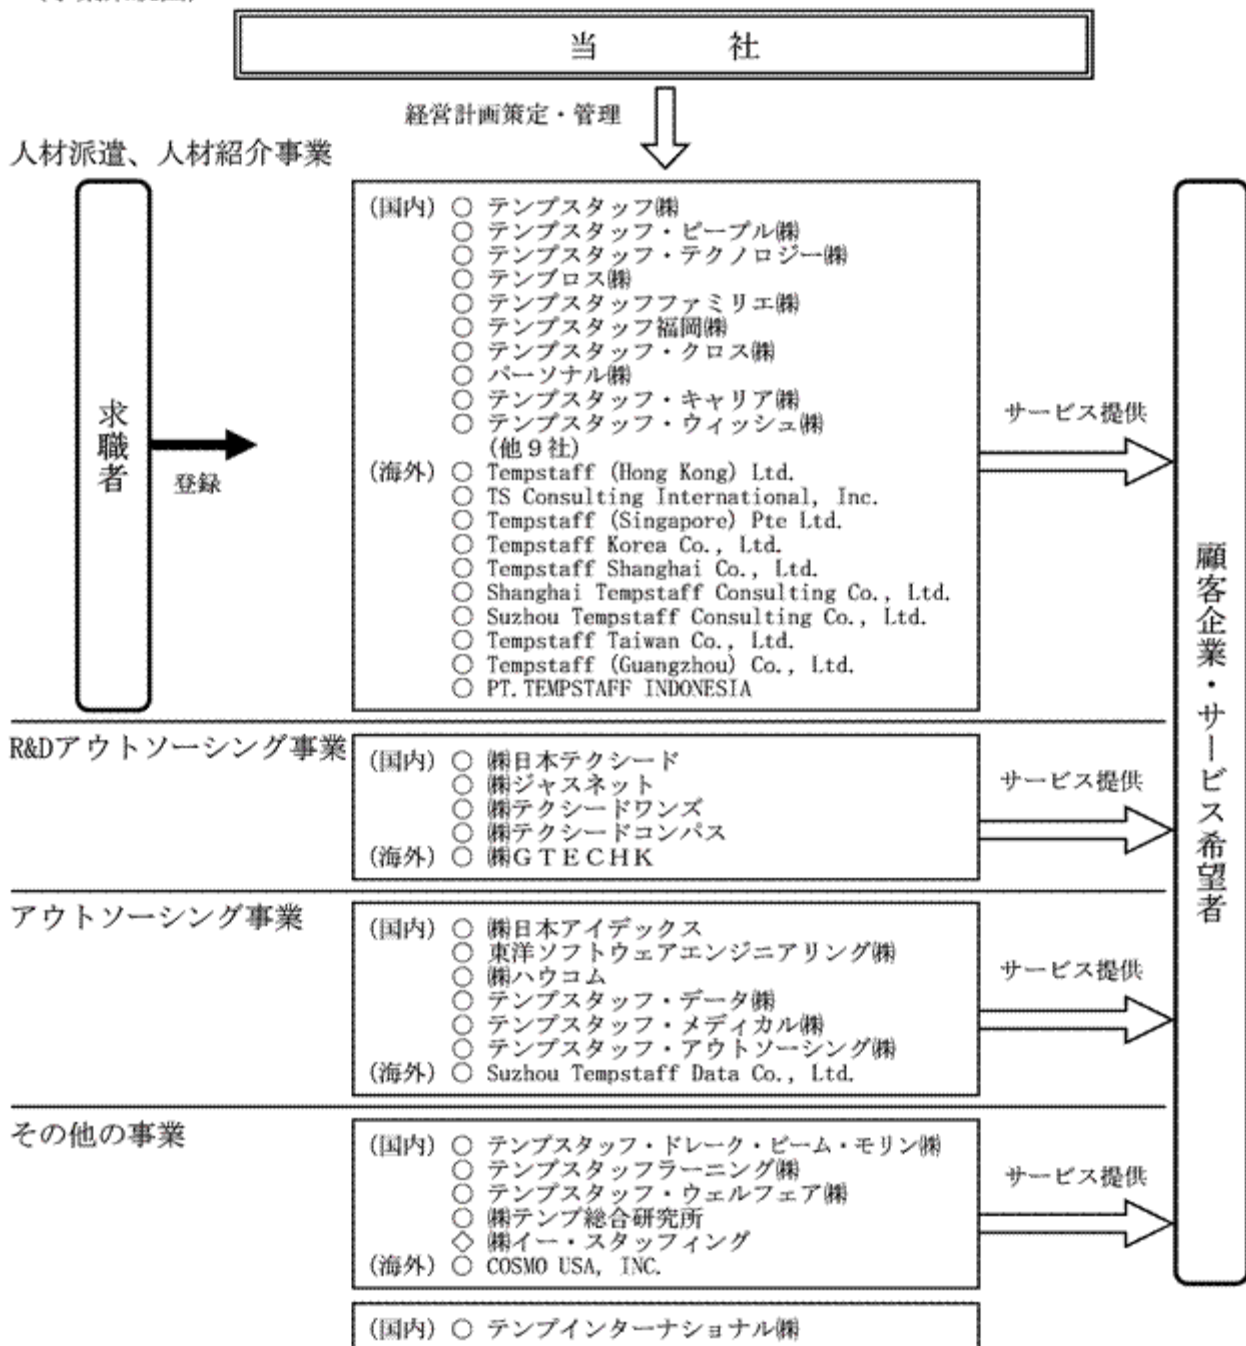 当　　社
経営計画策定・管理
人材派遣、人材紹介事業
求職者
登録
(国内) ○ テンプスタッフ㈱
○ テンプスタッフ・ピープル㈱
○ テンプスタッフ・テクノロジー㈱
○ テンブロス㈱
○ テンプスタッフファミリエ㈱
○ テンプスタッフ福岡㈱
○ テンプスタッフ・クロス㈱
○ パーソナル㈱
○ テンプスタッフ・キャリア㈱
○ テンプスタッフ・ウィッシュ㈱
(他９社)
(海外) ○ Tempstaff (Hong Kong) Ltd.
○ TS Consulting International, Inc.
○ Tempstaff (Singapore) Pte Ltd.
○ Tempstaff Korea Co., Ltd.
○ Tempstaff Shanghai Co., Ltd.
○ Shanghai Tempstaff Consulting Co., Ltd.
○ Suzhou Tempstaff Consulting Co., Ltd.
○ Tempstaff Taiwan Co., Ltd.
○ Tempstaff (Guangzhou) Co., Ltd.
○ PT.TEMPSTAFF INDONESIA
サービス提供
顧客企業・サービス希望者
R&Dアウトソーシング事業
(国内) ○ ㈱日本テクシード
○ ㈱ジャスネット
○ ㈱テクシードワンズ
○ ㈱テクシードコンパス
(海外) ○ ㈱ＧＴＥＣＨＫ
サービス提供
アウトソーシング事業
(国内) ○ ㈱日本アイデックス
○ 東洋ソフトウェアエンジニアリング㈱
○ ㈱ハウコム
○ テンプスタッフ・データ㈱
○ テンプスタッフ・メディカル㈱
○ テンプスタッフ・アウトソーシング㈱
(海外) ○ Suzhou Tempstaff Data Co., Ltd.
サービス提供
その他の事業
(国内) ○ テンプスタッフ・ドレーク・ビーム・モリン㈱
○ テンプスタッフラーニング㈱
○ テンプスタッフ・ウェルフェア㈱
○ ㈱テンプ総合研究所
◇ ㈱イー・スタッフィング
(海外) ○ COSMO USA, INC.
サービス提供
(国内) ○ テンプインターナショナル㈱